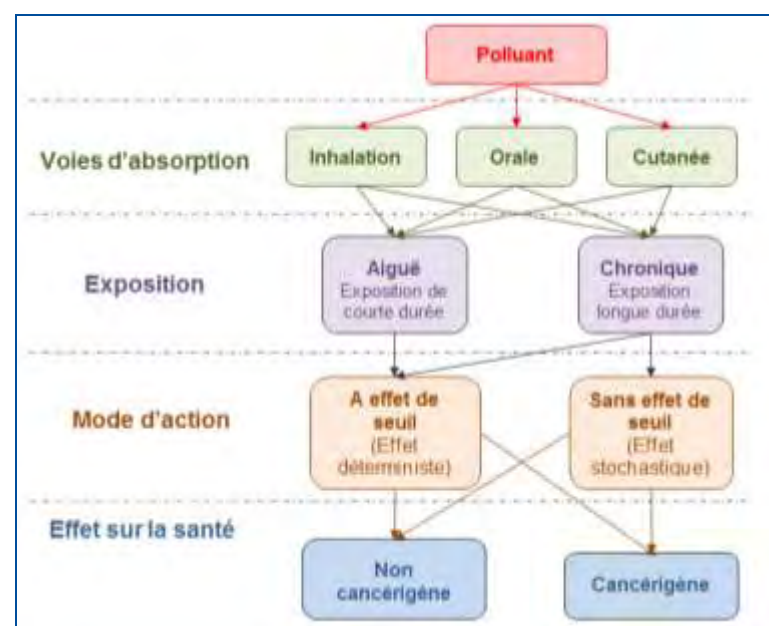 Polluant
Voies d'absorption
Inhalation
Orale
Cutanée
Exposition
Aiguë
Exposition de
courte durée
Chronique
Exposition
longue durée
Mode d'action
A effet de
seuil
(Effet
déterministe)
Sans effet de
seuil
(Effet
stochastique)
Effet sur la santé
Non
cancérigène
Cancérigène